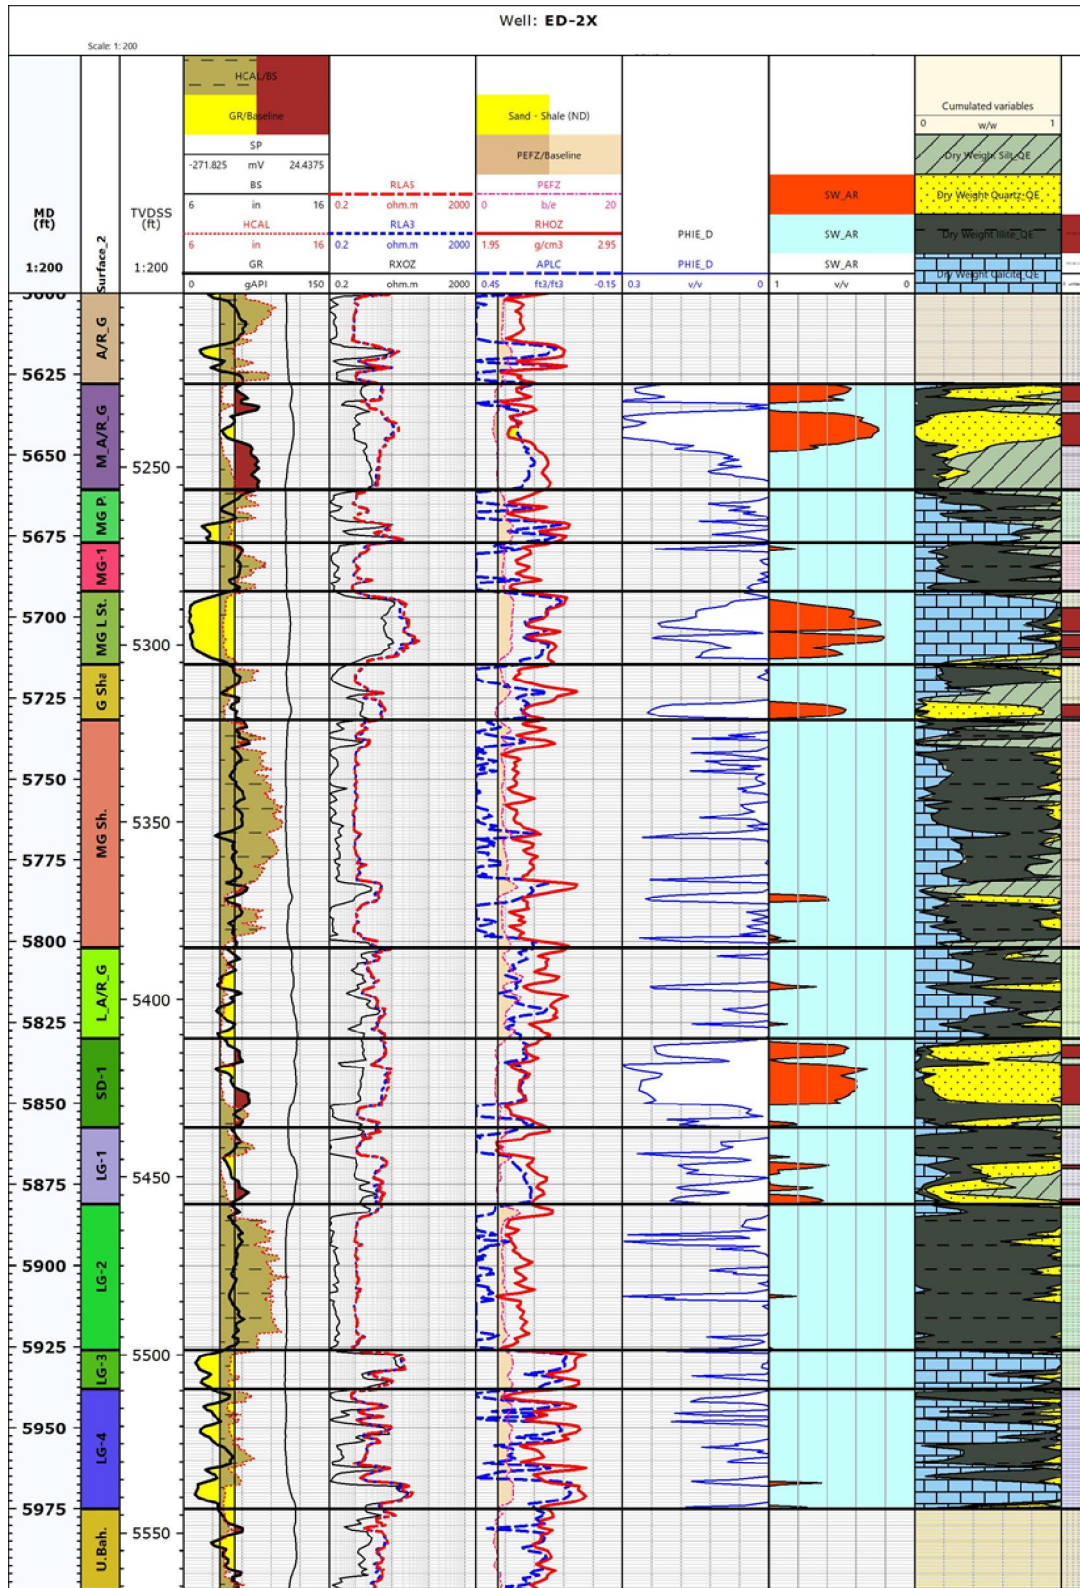 Well: ED-2X
Scale: 1: 200
HCAL/BS
GR/Baseline
SP
-271.825 mV 24.4375
BS
6 in 16
HCAL
6 in 16
GR
0 gAPI 150
RLA5
0.2 ohm.m 2000
RLA3
0.2 ohm.m 2000
RXOZ
0.2 2000
Sand - Shale (ND)
PEFZ/Baseline
PEFZ
0 b/e 20
RHOZ
1.95 g/cm3 2.95
APLC
0.45 ft3/ft3 -0.15
PHIE_D
PHIE_D
0.3 v/v 0
SW_AR
SW_AR
SW_AR
1 v/v 0
Cumulated variables
0 w/w 1
Dry Weight Silt_QE
Dry Weight Quartz_QE
Dry Weight Illite_QE
Dry Weight Calcite_QE
MD
(ft)
1:200
Surface_2
TVDSS
(ft)
1:200
5600
A/R_G
5625
M_A/R_G
5650
5250
MG P.
5675
MG-1
MG L St.
5700
5300
G Sha
5725
MG Sh.
5750
5350
5775
5800
L_A/R_G
5400
5825
SD-1
5850
LG-1
5450
5875
LG-2
5900
5925
LG-3
5500
LG-4
5950
5975
U.Bah.
5550